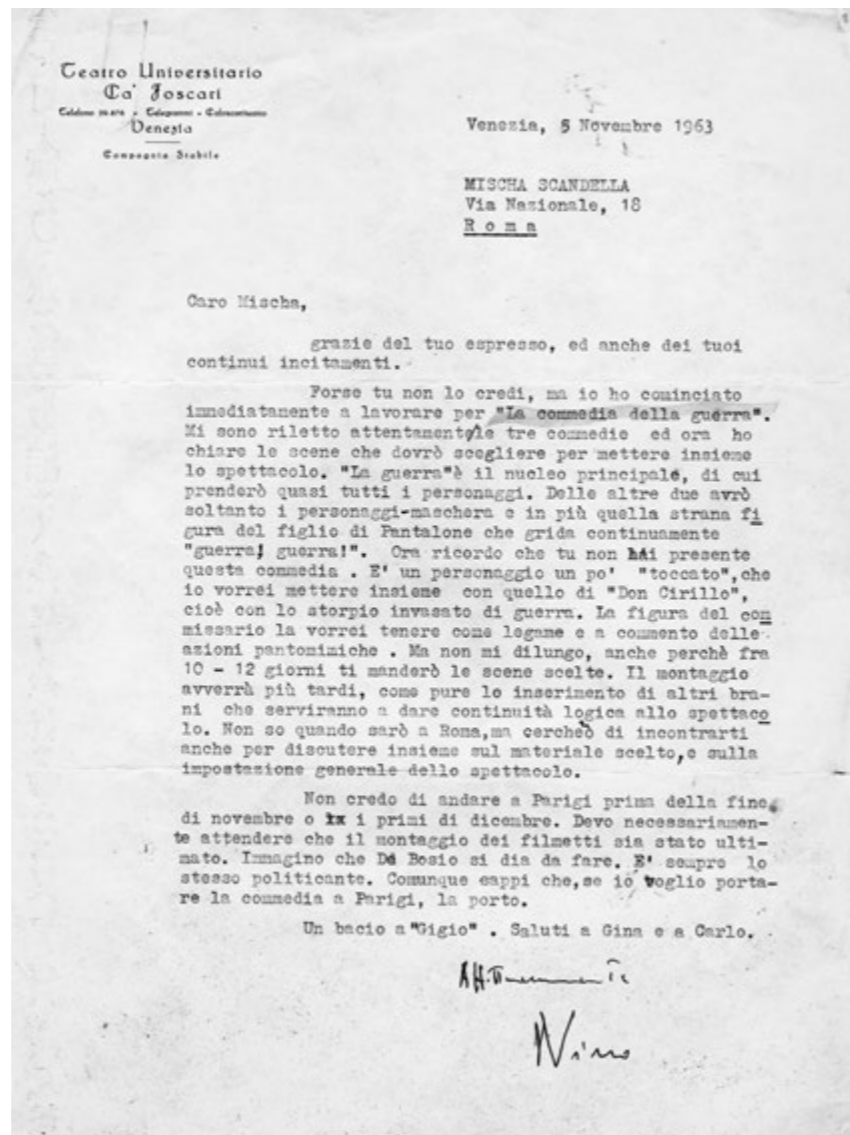 Teatro Universitario
Ca' Foscari
Venezia
Compagnia Stabile
Venezia, 5 Novembre 1963
MISCHA SCANDELLA
Via Nazionale, 18
Roma
Caro Mischa,
grazie del tuo espresso, ed anche dei tuoi
continui incitamenti.
Forse tu non lo credi, ma io ho cominciato
immediatamente a lavorare per "La commedia della guerra".
Mi sono riletto attentamente/le tre commedie ed ora ho
chiare le scene che dovrò scegliere per mettere insieme
lo spettacolo. "La guerra"è il nucleo principale, di cui
prenderò quasi tutti i personaggi. Delle altre due avrò
soltanto i personaggi-maschera e in più quella strana fi
gura del figlio di Pantalone che grida continuamente
"guerra! guerra!". Ora ricordo che tu non hai presente
questa commedia . E' un personaggio un po' "toccato",che
io vorrei mettere insieme con quello di "Don Cirillo",
cioè con lo storpio invasato di guerra. La figura del com
missario la vorrei tenere come legame e a commento delle
azioni pantomimiche . Ma non mi dilungo, anche perchè fra
10 - 12 giorni ti manderò le scene scelte. Il montaggio
avverrà più tardi, come pure lo inserimento di altri bra-
ni che serviranno a dare continuità logica allo spettaco
lo. Non so quando sarò a Roma,ma cercheò di incontrarti
anche per discutere insieme sul materiale scelto,e sulla
impostazione generale dello spettacolo.
Non credo di andare a Parigi prima della fine
di novembre o i primi di dicembre. Devo necessariamen-
te attendere che il montaggio dei filmetti sia stato ulti-
mato. Immagino che De Bosio si dia da fare. E' sempre lo
stesso politicante. Comunque sappi che,se io voglio porta-
re la commedia a Parigi, la porto.
Un bacio a"Gigio" . Saluti a Gina e a Carlo.